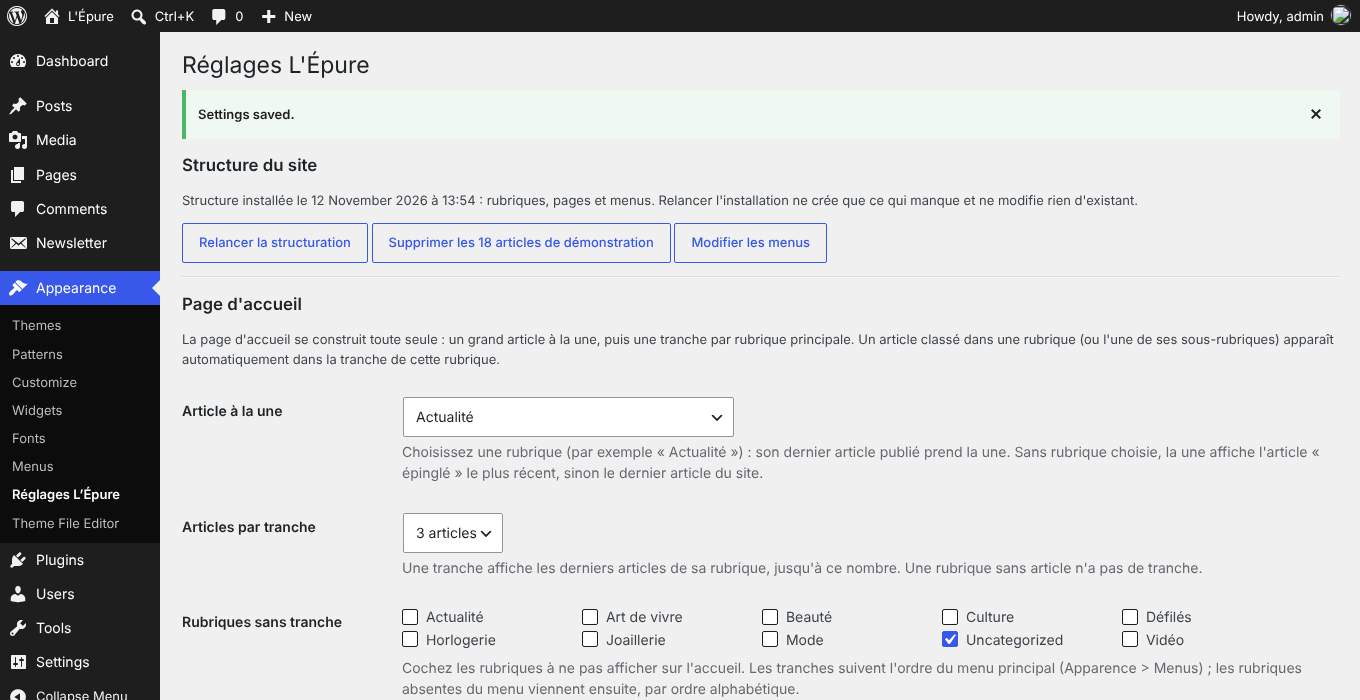 L'Épure
Ctrl+K
0
New
Howdy, admin
Dashboard
Posts
Media
Pages
Comments
Newsletter
Appearance
Themes
Patterns
Customize
Widgets
Fonts
Menus
Réglages L'Épure
Theme File Editor
Plugins
Users
Tools
Settings
Collapse Menu
Réglages L'Épure
Settings saved.
Structure du site
Structure installée le 12 November 2026 à 13:54 : rubriques, pages et menus. Relancer l'installation ne crée que ce qui manque et ne modifie rien d'existant.
Relancer la structuration
Supprimer les 18 articles de démonstration
Modifier les menus
Page d'accueil
La page d'accueil se construit toute seule : un grand article à la une, puis une tranche par rubrique principale. Un article classé dans une rubrique (ou l'une de ses sous-rubriques) apparaît
automatiquement dans la tranche de cette rubrique.
Article à la une
Actualité
Choisissez une rubrique (par exemple « Actualité ») : son dernier article publié prend la une. Sans rubrique choisie, la une affiche l'article «
épinglé » le plus récent, sinon le dernier article du site.
Articles par tranche
3 articles
Une tranche affiche les derniers articles de sa rubrique, jusqu'à ce nombre. Une rubrique sans article n'a pas de tranche.
Rubriques sans tranche
Actualité Art de vivre Beauté Culture Défilés
Horlogerie Joaillerie Mode Uncategorized Vidéo
Cochez les rubriques à ne pas afficher sur l'accueil. Les tranches suivent l'ordre du menu principal (Apparence > Menus) ; les rubriques
absentes du menu viennent ensuite, par ordre alphabétique.